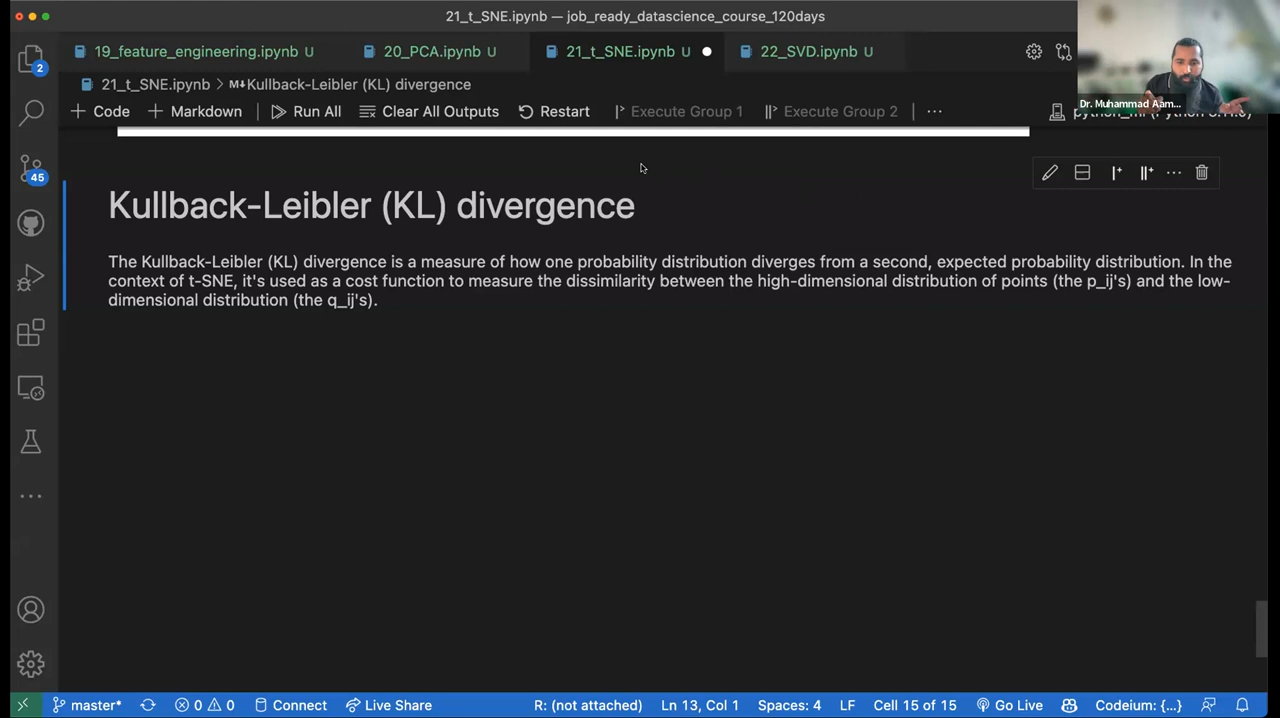 21_t_SNE.ipynb — job_ready_datascience_course_120days
19_feature_engineering.ipynb U
20_PCA.ipynb U
21_t_SNE.ipynb U
22_SVD.ipynb U
2
21_t_SNE.ipynb > M↓Kullback-Leibler (KL) divergence
Dr. Muhammad Aam...
+ Code + Markdown Run All Clear All Outputs Restart Execute Group 1 Execute Group 2 ...
45
Kullback-Leibler (KL) divergence
The Kullback-Leibler (KL) divergence is a measure of how one probability distribution diverges from a second, expected probability distribution. In the
context of t-SNE, it's used as a cost function to measure the dissimilarity between the high-dimensional distribution of points (the p_ij's) and the low-
dimensional distribution (the q_ij's).
master* 0 0 Connect Live Share R: (not attached) Ln 13, Col 1 Spaces: 4 LF Cell 15 of 15 Go Live Codeium: {...}